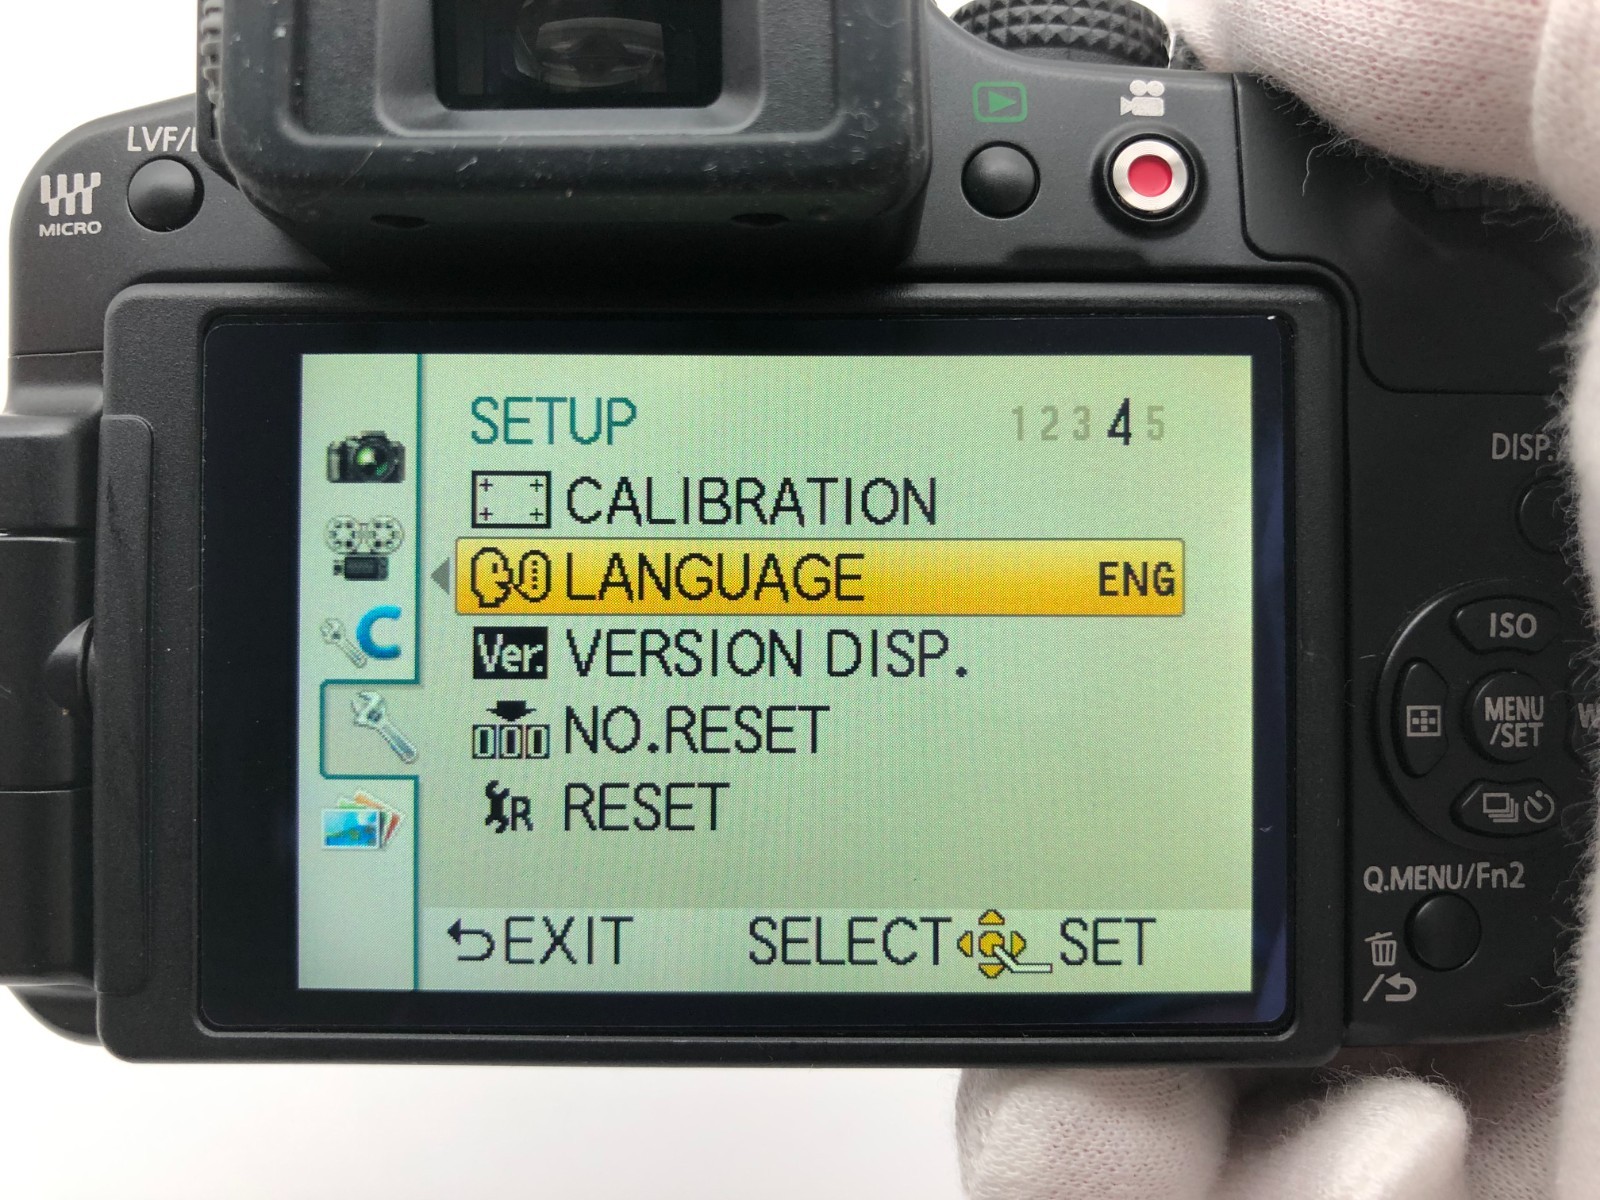 LVF/
MICRO
SETUP 1 2 3 4 5
CALIBRATION
LANGUAGE ENG
Ver. VERSION DISP.
000 NO.RESET
R RESET
EXIT SELECT SET
DISP.
ISO
MENU
/SET
Q.MENU/Fn2